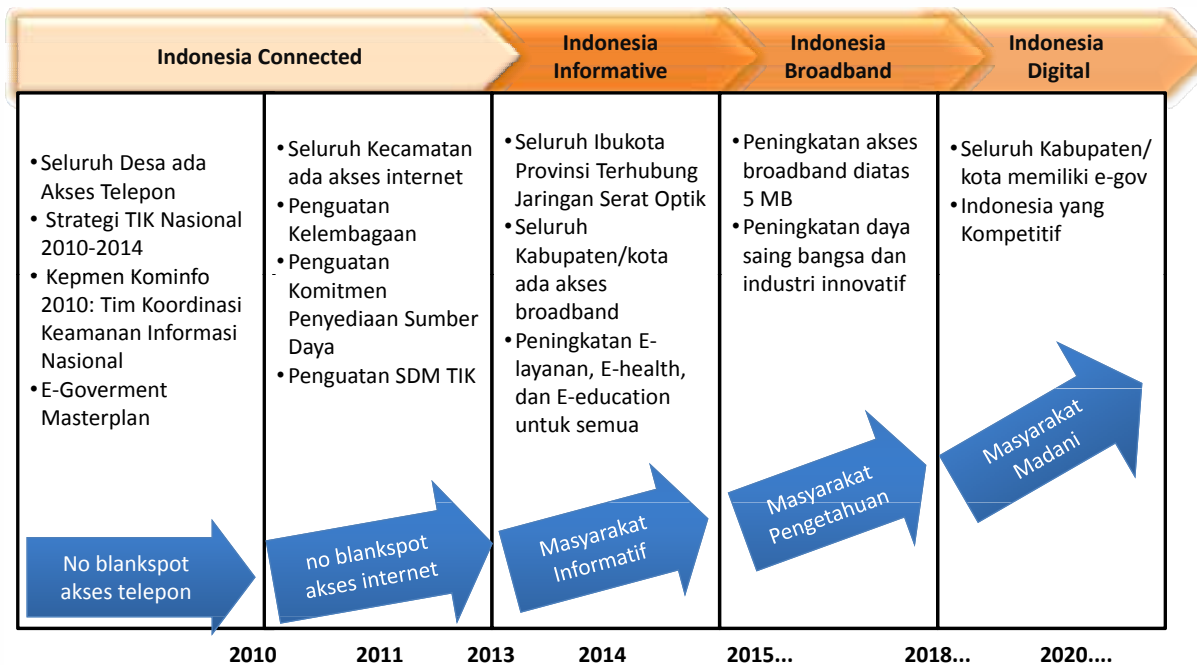 Indonesia Connected
Indonesia
Informative
Indonesia
Broadband
Indonesia
Digital
•Seluruh Desa ada
Akses Telepon
• Strategi TIK Nasional
2010-2014
• Kepmen Kominfo
2010: Tim Koordinasi
Keamanan Informasi
Nasional
•E-Goverment
Masterplan
•Seluruh Kecamatan
ada akses internet
•Penguatan
Kelembagaan
•Penguatan
Komitmen
Penyediaan Sumber
Daya
•Penguatan SDM TIK
•Seluruh Ibukota
Provinsi Terhubung
Jaringan Serat Optik
•Seluruh
Kabupaten/kota
ada akses
broadband
•Peningkatan E-
layanan, E-health,
dan E-education
untuk semua
•Peningkatan akses
broadband diatas
5 MB
•Peningkatan daya
saing bangsa dan
industri innovatif
•Seluruh Kabupaten/
kota memiliki e-gov
•Indonesia yang
Kompetitif
No blankspot
akses telepon
no blankspot
akses internet
Masyarakat
Informatif
Masyarakat
Pengetahuan
Masyarakat
Madani
2010 2011 2013 2014 2015... 2018... 2020....